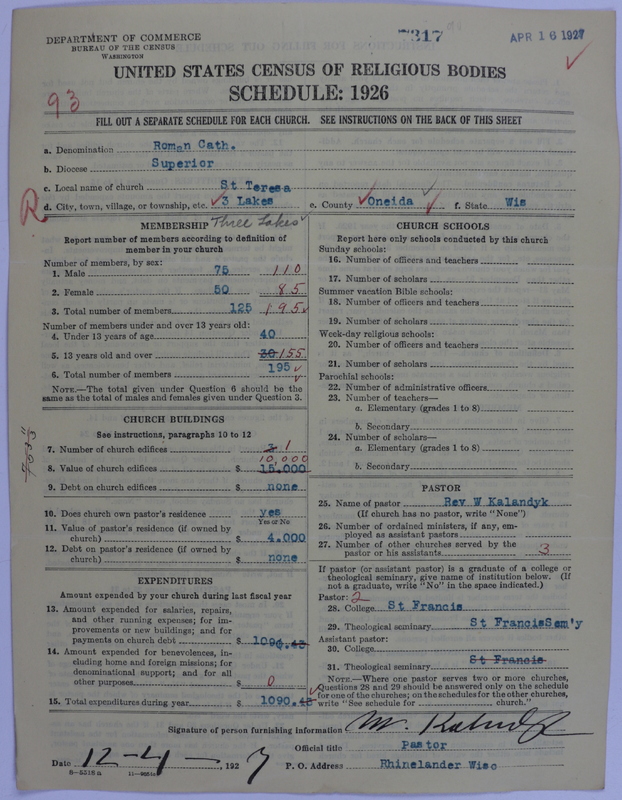 DEPARTMENT OF COMMERCE
BUREAU OF THE CENSUS
WASHINGTON
7317
APR 16 1927
UNITED STATES CENSUS OF RELIGIOUS BODIES
SCHEDULE: 1926
93
FILL OUT A SEPARATE SCHEDULE FOR EACH CHURCH. SEE INSTRUCTIONS ON THE BACK OF THIS SHEET
a. Denomination Roman Cath.
b. Diocese Superior
c. Local name of church St Teresa
R
d. City, town, village, or township, etc. 3 Lakes e. County Oneida f. State Wis
MEMBERSHIP Three Lakes
Report number of members according to definition of
member in your church
Number of members, by sex:
1. Male 75 110
2. Female 50 85
3. Total number of members 125 195
Number of members under and over 13 years old:
4. Under 13 years of age 40
5. 13 years old and over 30 155
6. Total number of members 195
NOTE.—The total given under Question 6 should be the
same as the total of males and females given under Question 3.
CHURCH BUILDINGS
See instructions, paragraphs 10 to 12
7. Number of church edifices 1
10,000
8. Value of church edifices $ 15.000
9. Debt on church edifices $ none
10. Does church own pastor's residence yes
Yes or No
11. Value of pastor's residence (if owned by
church) $ 4.000
12. Debt on pastor's residence (if owned by
church) $ none
EXPENDITURES
Amount expended by your church during last fiscal year
13. Amount expended for salaries, repairs,
and other running expenses; for im-
provements or new buildings; and for
payments on church debt $ 1090.45
14. Amount expended for benevolences, in-
cluding home and foreign missions; for
denominational support; and for all
other purposes $ 0
15. Total expenditures during year $ 1090.45
CHURCH SCHOOLS
Report here only schools conducted by this church
Sunday schools:
16. Number of officers and teachers
17. Number of scholars
Summer vacation Bible schools:
18. Number of officers and teachers
19. Number of scholars
Week-day religious schools:
20. Number of officers and teachers
21. Number of scholars
Parochial schools:
22. Number of administrative officers
23. Number of teachers—
a. Elementary (grades 1 to 8)
b. Secondary
24. Number of scholars—
a. Elementary (grades 1 to 8)
b. Secondary
PASTOR
25. Name of pastor Rev W Kalandyk
(If church has no pastor, write "None")
26. Number of ordained ministers, if any, em-
ployed as assistant pastors
27. Number of other churches served by the
pastor or his assistants 3
If pastor (or assistant pastor) is a graduate of a college or
theological seminary, give name of institution below. (If
not a graduate, write "No" in the space indicated.)
Pastor: 2
28. College St Francis
29. Theological seminary St FrancisSem'y
Assistant pastor:
30. College
31. Theological seminary St Francis
NOTE.—Where one pastor serves two or more churches,
Questions 28 and 29 should be answered only on the schedule
for one of the churches; on the schedules for the other churches,
write "See schedule for church."
Signature of person furnishing information
Official title Pastor
Date 12-4-, 1927 P. O. Address Rhinelander Wisc
8-5518 a